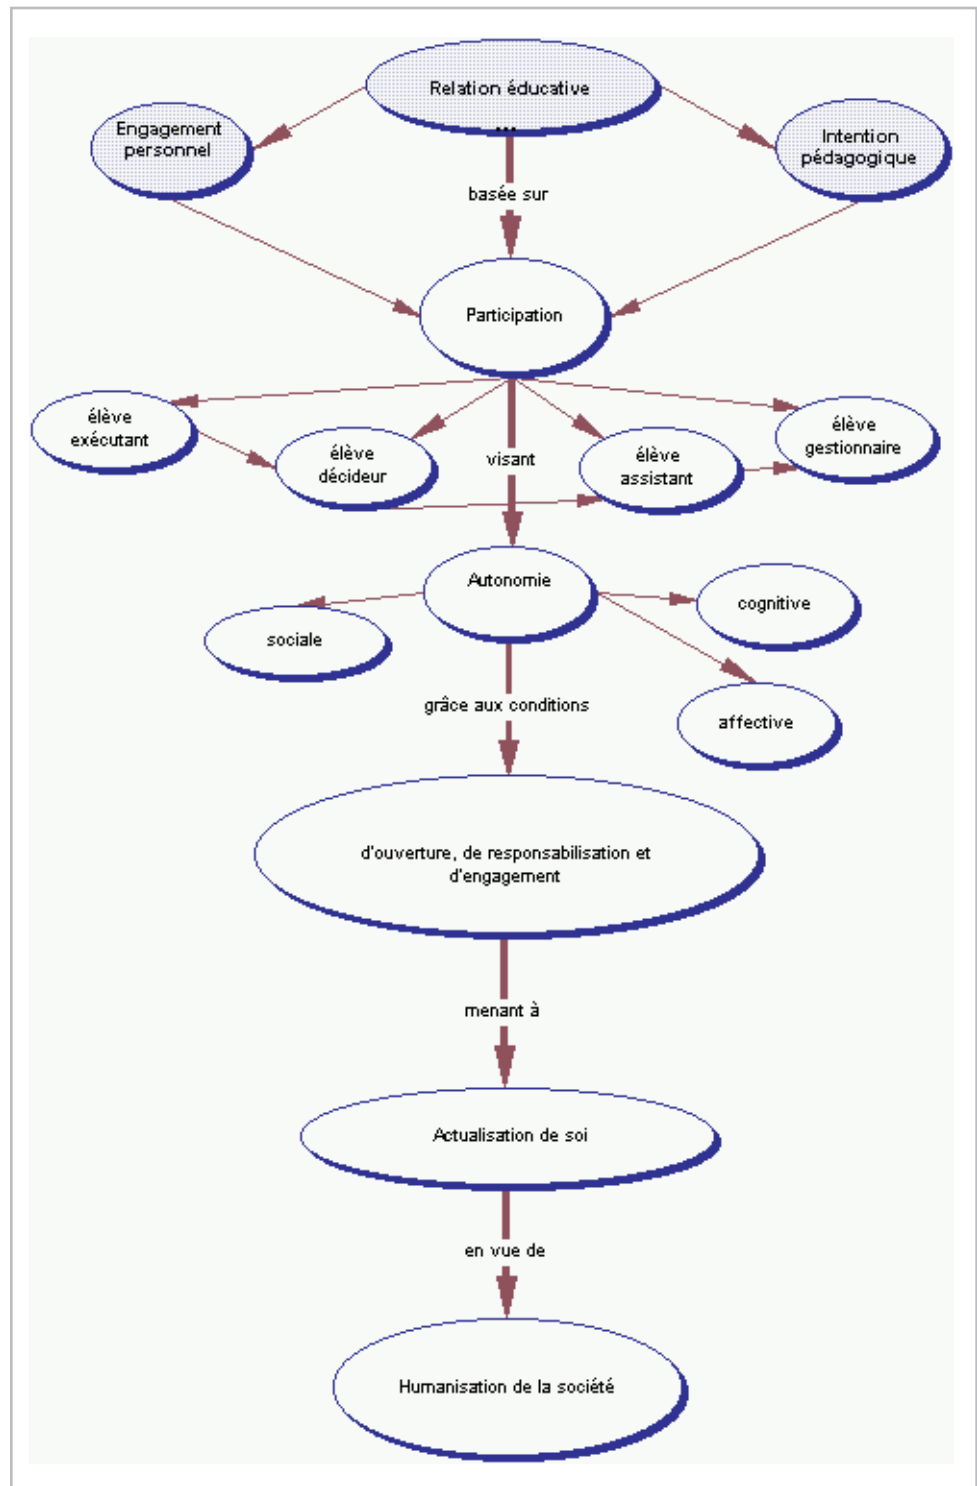 Relation éducative
...
Engagement
personnel
Intention
pédagogique
basée sur
Participation
élève
exécutant
élève
décideur
visant
élève
assistant
élève
gestionnaire
Autonomie
sociale
cognitive
affective
grâce aux conditions
d'ouverture, de responsabilisation et
d'engagement
menant à
Actualisation de soi
en vue de
Humanisation de la société